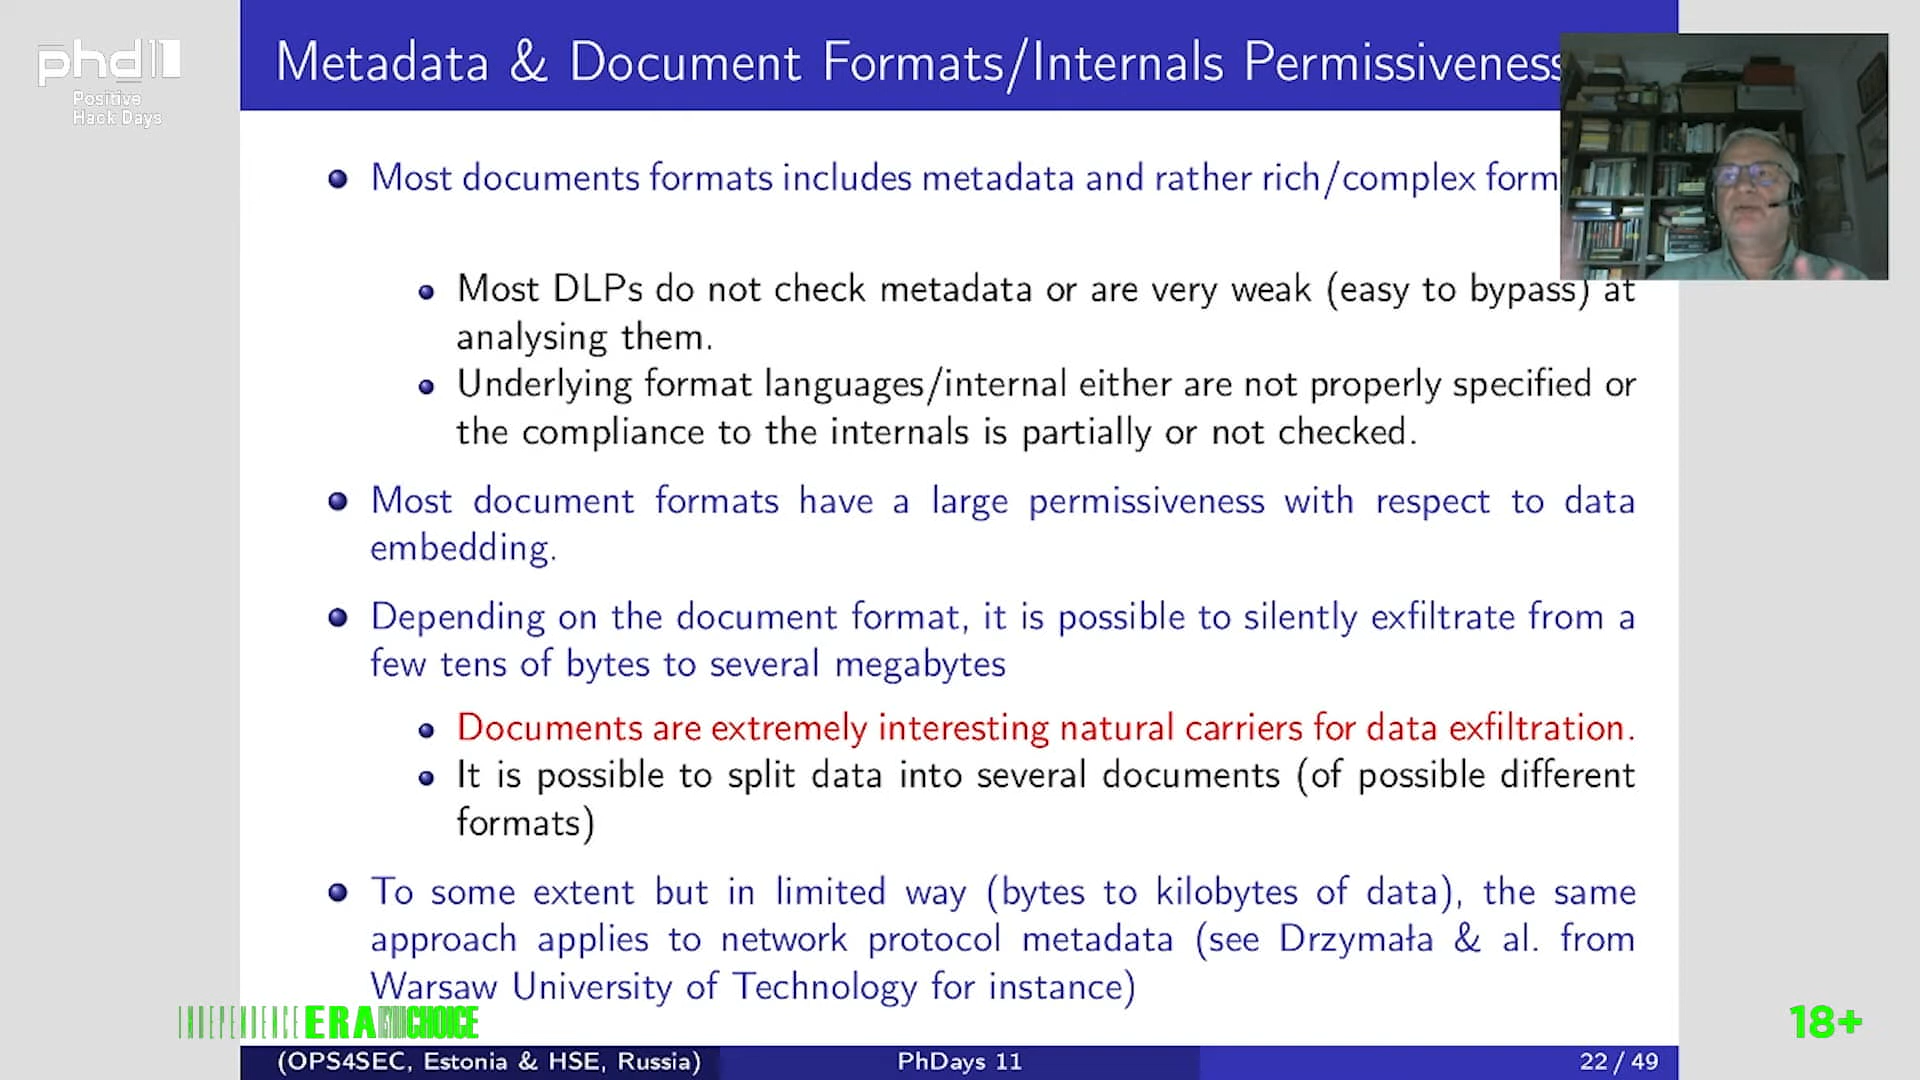 phd11
Positive
Hack Days
Metadata & Document Formats/Internals Permissiveness
Most documents formats includes metadata and rather rich/complex form
Most DLPs do not check metadata or are very weak (easy to bypass) at
analysing them.
Underlying format languages/internal either are not properly specified or
the compliance to the internals is partially or not checked.
Most document formats have a large permissiveness with respect to data
embedding.
Depending on the document format, it is possible to silently exfiltrate from a
few tens of bytes to several megabytes
Documents are extremely interesting natural carriers for data exfiltration.
It is possible to split data into several documents (of possible different
formats)
To some extent but in limited way (bytes to kilobytes of data), the same
approach applies to network protocol metadata (see Drzymała & al. from
Warsaw University of Technology for instance)
INDEPENDENCE ERA CHOICE
18+
(OPS4SEC, Estonia & HSE, Russia)
PhDays 11
22 / 49